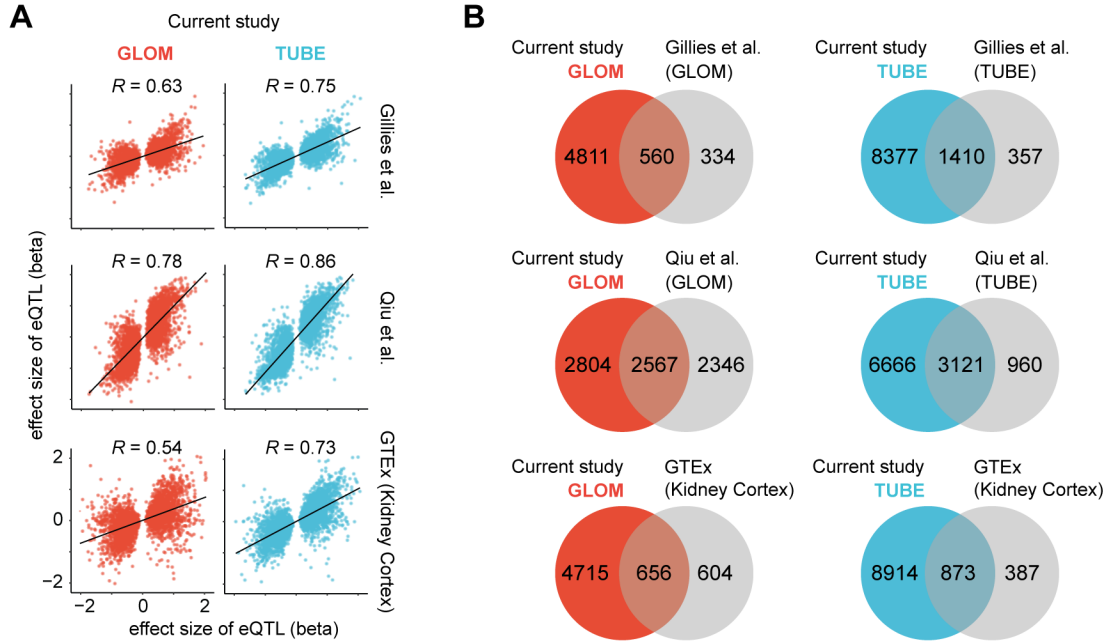 A
Current study
GLOM
TUBE
R = 0.63
R = 0.75
Gillies et al.
R = 0.78
R = 0.86
Qiu et al.
R = 0.54
R = 0.73
GTEx (Kidney Cortex)
effect size of eQTL (beta)
2
0
−2
−2
0
2
effect size of eQTL (beta)
B
Current study
GLOM
Gillies et al.
(GLOM)
4811
560
334
Current study
TUBE
Gillies et al.
(TUBE)
8377
1410
357
Current study
GLOM
Qiu et al.
(GLOM)
2804
2567
2346
Current study
TUBE
Qiu et al.
(TUBE)
6666
3121
960
Current study
GLOM
GTEx
(Kidney Cortex)
4715
656
604
Current study
TUBE
GTEx
(Kidney Cortex)
8914
873
387